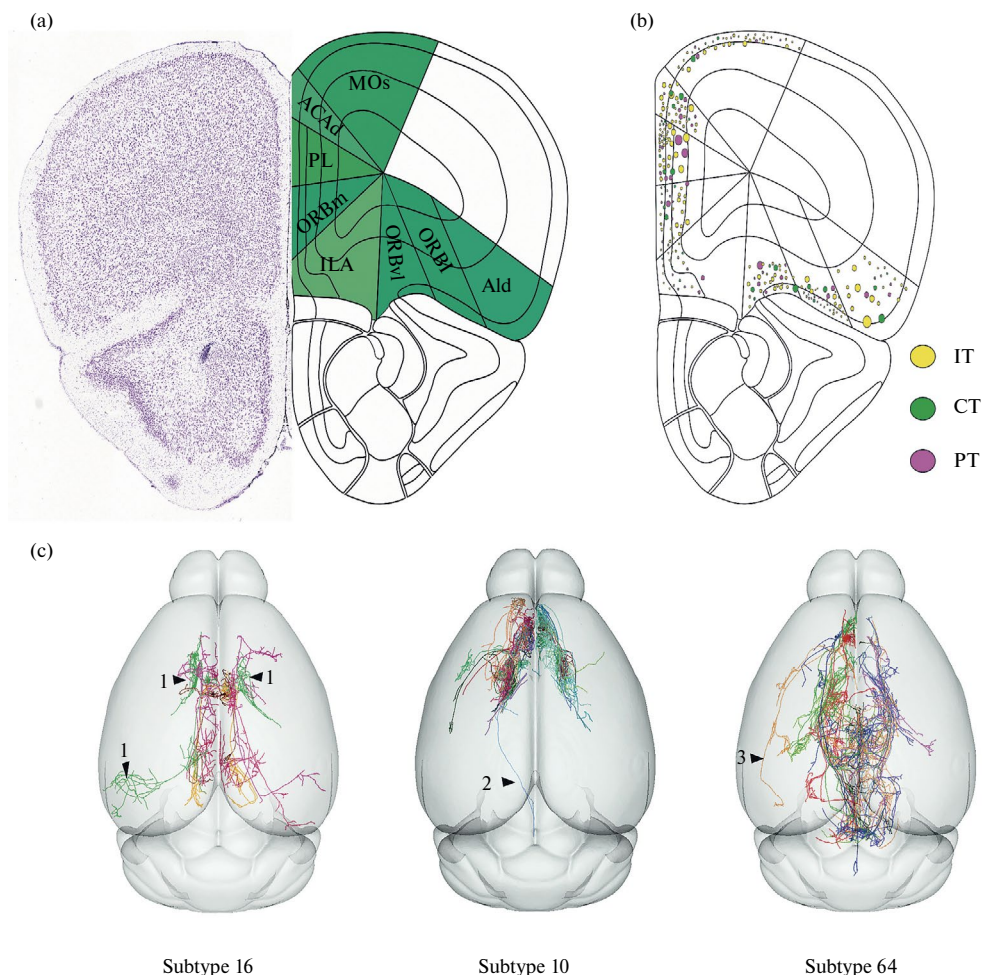 (a)
(b)
MOs
ACAd
PL
ORBm
ILA
ORBvl
ORBl
Ald
IT
CT
PT
(c)
1
1
1
2
3
Subtype 16
Subtype 10
Subtype 64